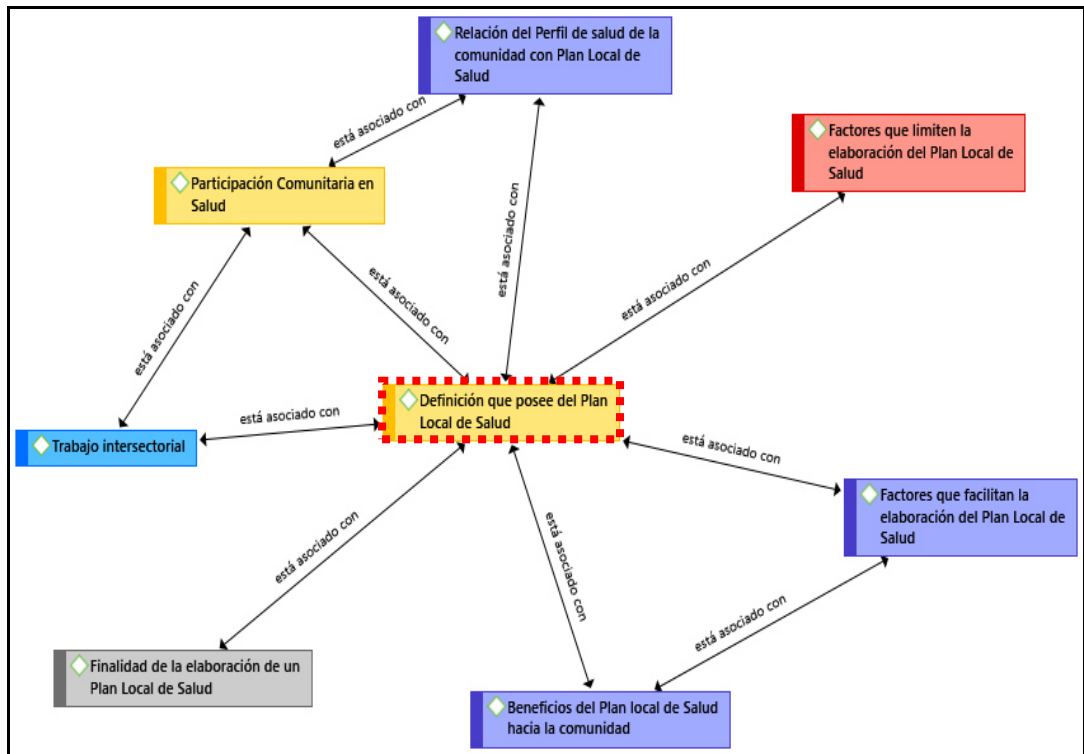 Relación del Perfil de salud de la
comunidad con Plan Local de
Salud
está asociado con
Factores que limiten la
elaboración del Plan Local de
Salud
Participación Comunitaria en
Salud
está asociado con
está asociado con
está asociado con
está asociado con
Definición que posee del Plan
Local de Salud
está asociado con
Trabajo intersectorial
está asociado con
Factores que facilitan la
elaboración del Plan Local de
Salud
está asociado con
está asociado con
está asociado con
Finalidad de la elaboración de un
Plan Local de Salud
Beneficios del Plan local de Salud
hacia la comunidad